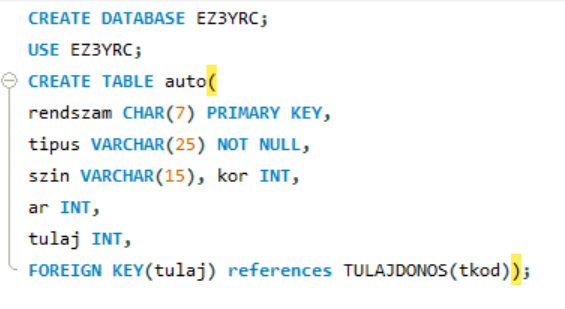 CREATE DATABASE EZ3YRC;
USE EZ3YRC;
CREATE TABLE auto(
rendszam CHAR(7) PRIMARY KEY,
tipus VARCHAR(25) NOT NULL,
szin VARCHAR(15), kor INT,
ar INT,
tulaj INT,
FOREIGN KEY(tulaj) references TULAJDONOS(tkod));